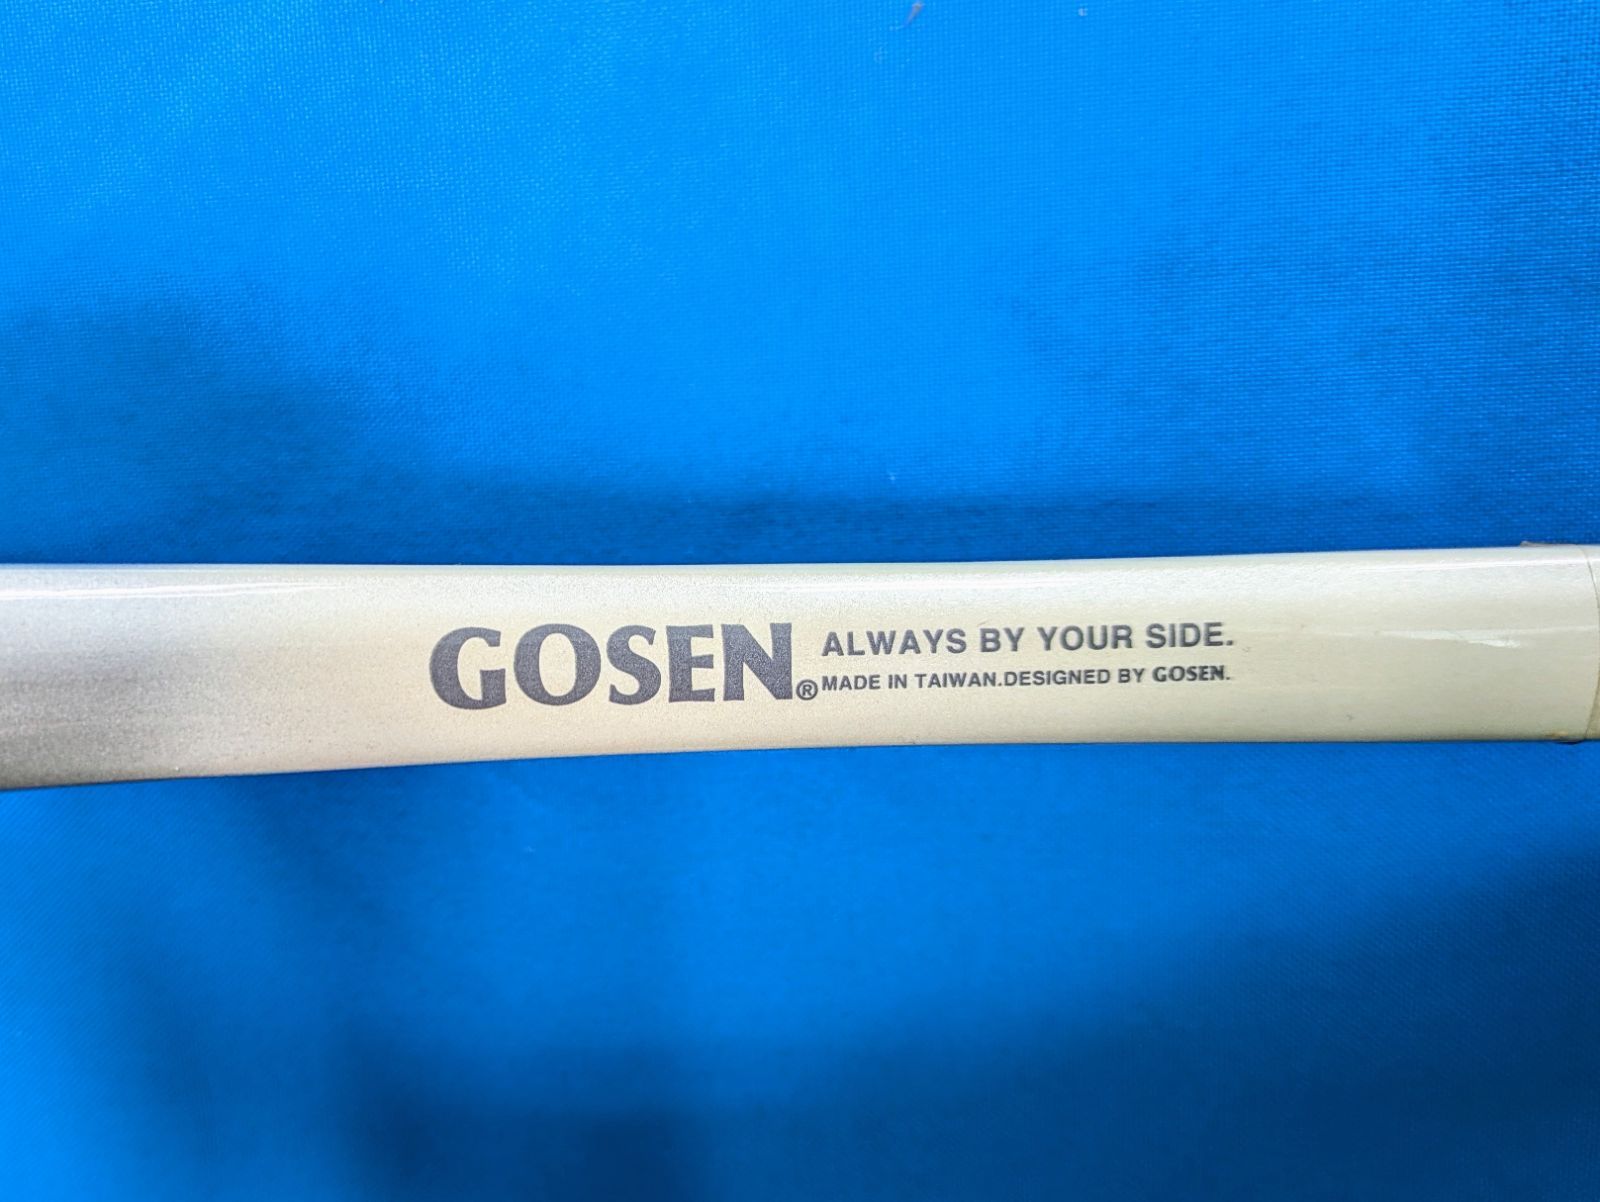 GOSEN®
ALWAYS BY YOUR SIDE.
MADE IN TAIWAN.DESIGNED BY GOSEN.